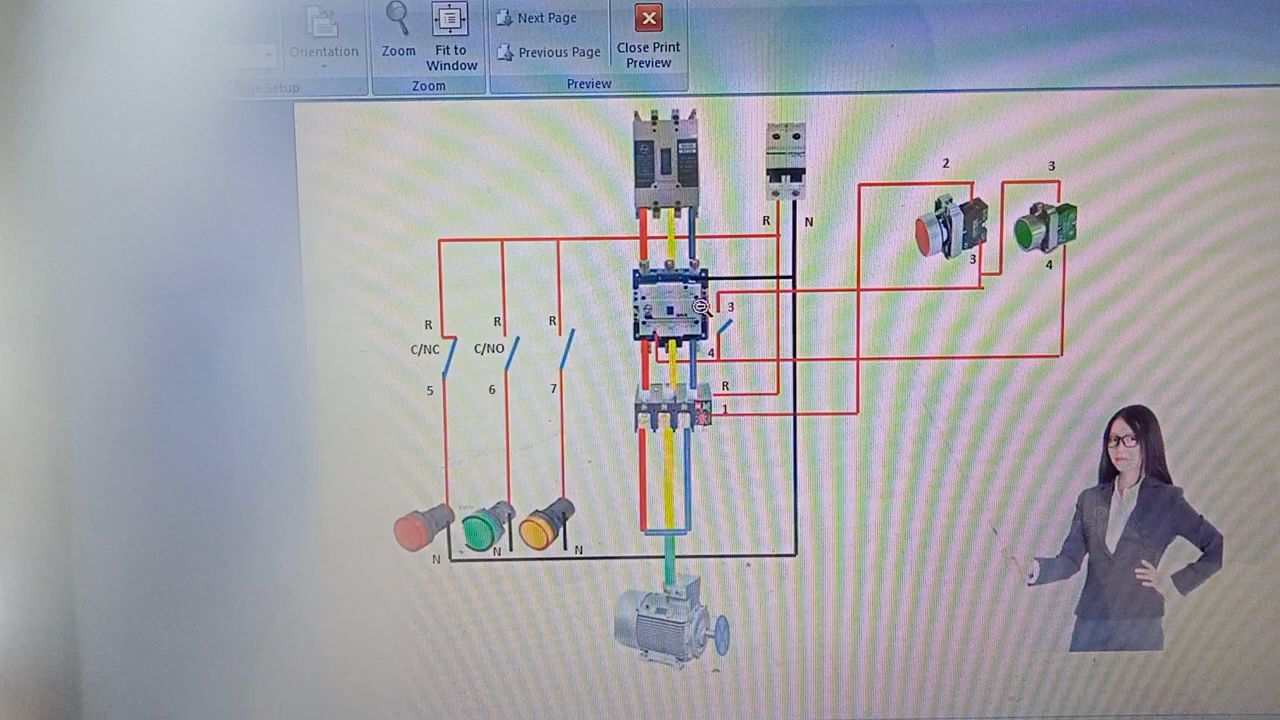 Orientation
Zoom
Fit to
Window
Next Page
Previous Page
Close Print
Preview
Setup
Zoom
Preview
2
3
R
N
3
4
R
C/NC
5
R
C/NO
6
R
7
3
4
R
1
N
N
N